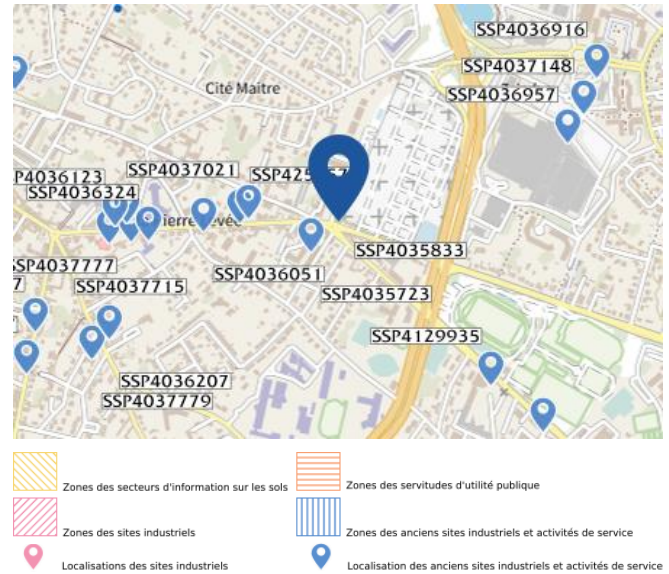 SSP4036916
SSP4037148
Cité Maitre
SSP4036957
SSP4037021
SSP4036324
SSP4035833
SSP4036051
SSP4037715
SSP4035723
SSP4129935
SSP4036207
SSP4037779
Zones des secteurs d'information sur les sols
Zones des servitudes d'utilité publique
Zones des sites industriels
Zones des anciens sites industriels et activités de service
Localisations des sites industriels
Localisation des anciens sites industriels et activités de service